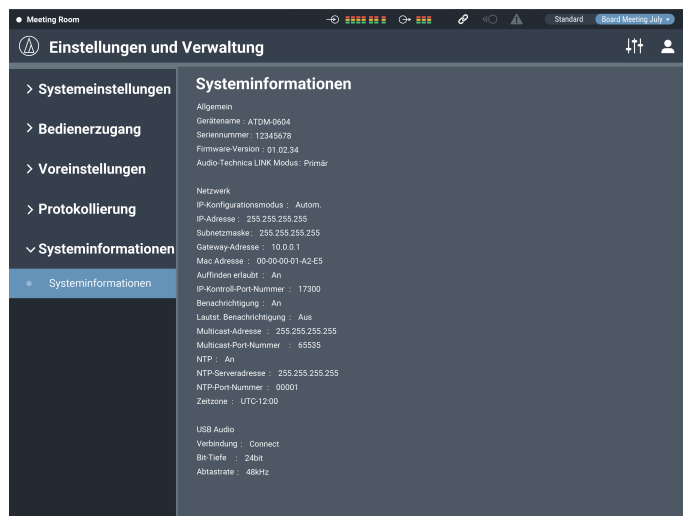 Meeting Room
Standard
Board Meeting July
Einstellungen und Verwaltung
Systemeinstellungen
Bedienerzugang
Voreinstellungen
Protokollierung
Systeminformationen
Systeminformationen
Systeminformationen
Allgemein
Gerätename : ATDM-0604
Seriennummer : 12345678
Firmware-Version : 01.02.34
Audio-Technica LINK Modus: Primär
Netzwerk
IP-Konfigurationsmodus : Autom.
IP-Adresse : 255.255.255.255
Subnetzmaske : 255.255.255.255
Gateway-Adresse : 10.0.0.1
Mac Adresse : 00-00-00-01-A2-E5
Auffinden erlaubt : An
IP-Kontroll-Port-Nummer : 17300
Benachrichtigung : An
Lautst. Benachrichtigung : Aus
Multicast-Adresse : 255.255.255.255
Multicast-Port-Nummer : 65535
NTP : An
NTP-Serveradresse : 255.255.255.255
NTP-Port-Nummer : 00001
Zeitzone : UTC-12:00
USB Audio
Verbindung : Connect
Bit-Tiefe : 24bit
Abtastrate : 48kHz